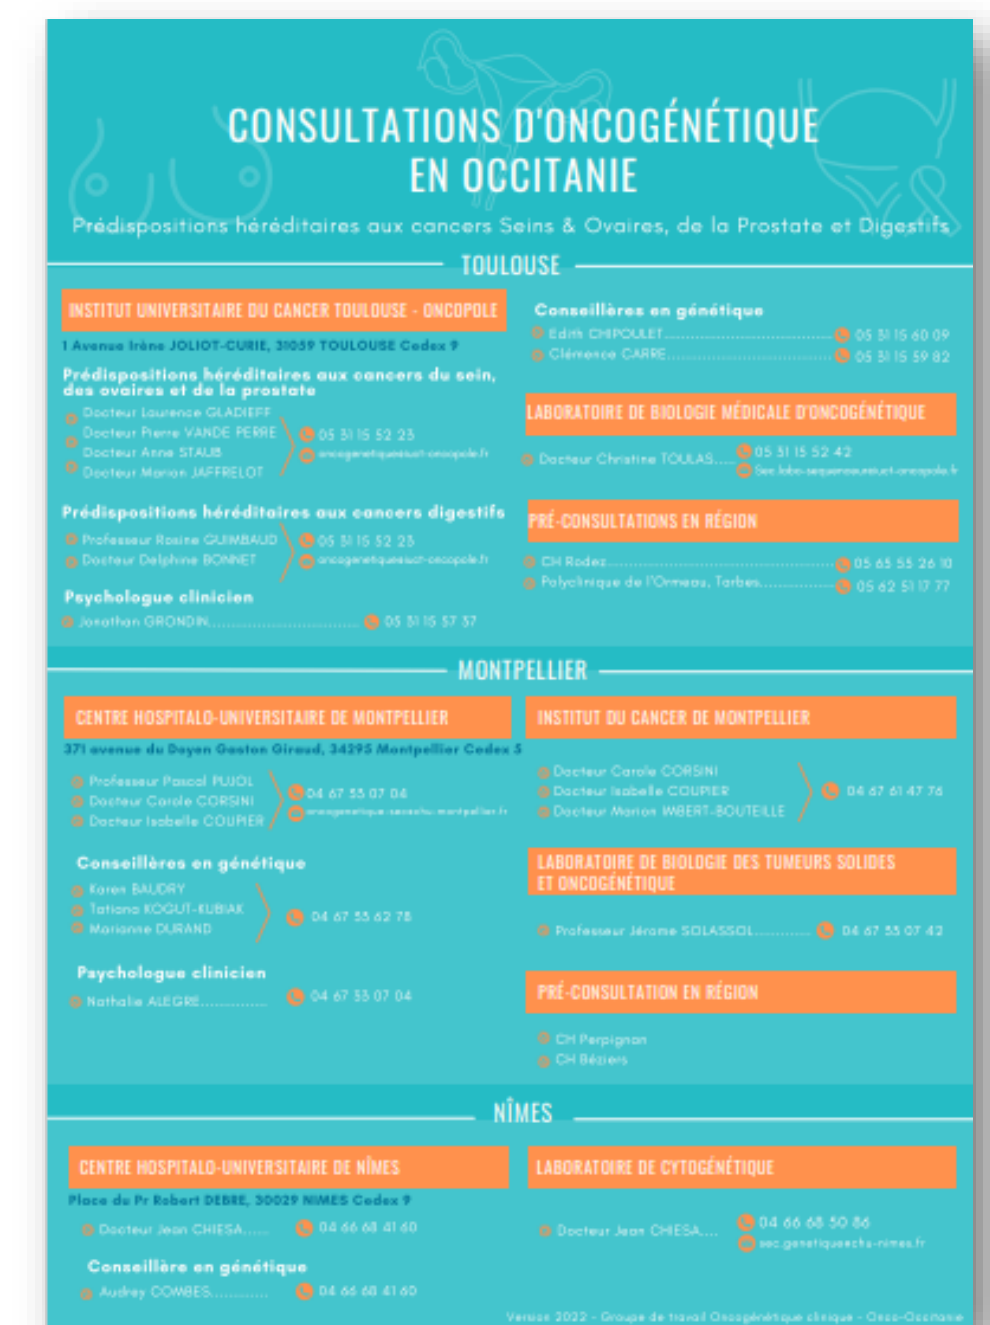 CONSULTATIONS D'ONCOGÉNÉTIQUE
EN OCCITANIE
Prédispositions héréditaires aux cancers Seins & Ovaires, de la Prostate et Digestifs
TOULOUSE
INSTITUT UNIVERSITAIRE DU CANCER TOULOUSE - ONCOPOLE
1 Avenue Irène JOLIOT-CURIE, 31059 TOULOUSE Cedex 9
Prédispositions héréditaires aux cancers du sein,
des ovaires et de la prostate
Docteur Laurence GLADIEFF
Docteur Pierre VANDE PERRE
Docteur Anne STAUB
Docteur Marion JAFFRELOT
05 31 15 52 23
Prédispositions héréditaires aux cancers digestifs
Professeur Rosine GUIMBAUD
Docteur Delphine BONNET
05 31 15 52 23
Psychologue clinicien
Jonathan GRONDIN.............................. 05 31 15 57 37
Conseillères en génétique
Edith CHIPOULET.................................. 05 31 15 60 09
Clémence CARRE.................................. 05 31 15 59 82
LABORATOIRE DE BIOLOGIE MÉDICALE D'ONCOGÉNÉTIQUE
Docteur Christine TOULAS..... 05 31 15 52 42
PRÉ-CONSULTATIONS EN RÉGION
CH Rodez.............................................. 05 65 55 26 10
Polyclinique de l'Ormeau, Tarbes............... 05 62 51 17 77
MONTPELLIER
CENTRE HOSPITALO-UNIVERSITAIRE DE MONTPELLIER
371 avenue du Doyen Gaston Giraud, 34295 Montpellier Cedex 5
Professeur Pascal PUJOL
Docteur Carole CORSINI
Docteur Isabelle COUPIER
04 67 33 07 04
Conseillères en génétique
Karen BAUDRY
Tatiana KOGUT-KUBIAK
Marianne DURAND
04 67 33 62 78
Psychologue clinicien
Nathalie ALEGRE.............. 04 67 33 07 04
INSTITUT DU CANCER DE MONTPELLIER
Docteur Carole CORSINI
Docteur Isabelle COUPIER
Docteur Marion IMBERT-BOUTEILLE
04 67 61 47 76
LABORATOIRE DE BIOLOGIE DES TUMEURS SOLIDES
ET ONCOGÉNÉTIQUE
Professeur Jérome SOLASSOL............ 04 67 33 07 42
PRÉ-CONSULTATION EN RÉGION
CH Perpignan
CH Béziers
NÎMES
CENTRE HOSPITALO-UNIVERSITAIRE DE NÎMES
Place du Pr Robert DEBRE, 30029 NIMES Cedex 9
Docteur Jean CHIESA...... 04 66 68 41 60
Conseillère en génétique
Audrey COMBES............ 04 66 68 41 60
LABORATOIRE DE CYTOGÉNÉTIQUE
Docteur Jean CHIESA.... 04 66 68 50 86
Version 2022 - Groupe de travail Oncogénétique clinique - Onco-Occitanie